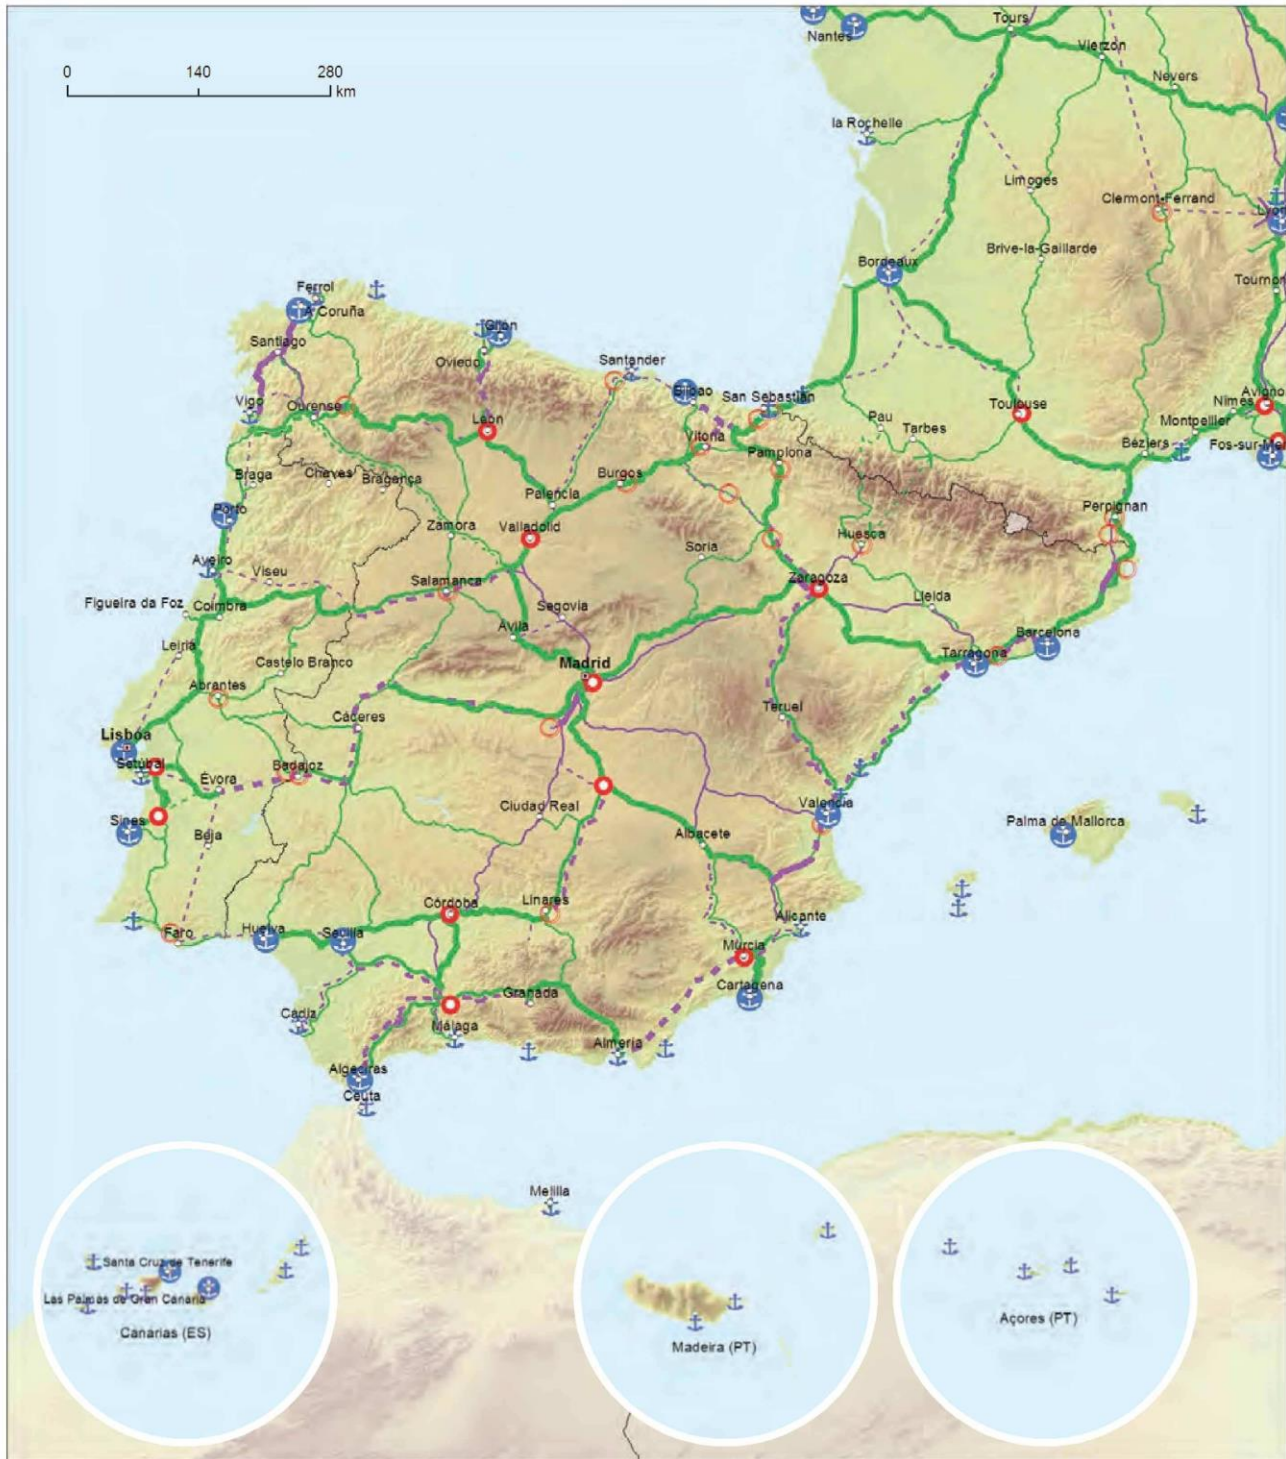 0 140 280
km
Nantes
Tours
Vierzon
Nevers
la Rochelle
Limoges
Clermont-Ferrand
Lyon
Brive-la-Gaillarde
Bordeaux
Tournon
Ferrol
A Coruña
Gijón
Santiago
Oviedo
Santander
Bilbao
San Sebastián
Vigo
Ourense
León
Vitoria
Pau
Tarbes
Toulouse
Nîmes
Avigno
Montpellier
Béziers
Fos-sur-Mer
Pamplona
Braga
Chaves
Bragança
Burgos
Palencia
Perpignan
Porto
Zamora
Valladolid
Soria
Huesca
Aveiro
Viseu
Salamanca
Zaragoza
Lleida
Figueira da Foz
Coimbra
Segovia
Ávila
Leiria
Castelo Branco
Madrid
Tarragona
Barcelona
Abrantes
Cáceres
Teruel
Lisboa
Setúbal
Évora
Badajoz
Ciudad Real
Valencia
Palma de Mallorca
Sines
Beja
Albacete
Faro
Huelva
Sevilla
Córdoba
Linares
Alicante
Murcia
Cartagena
Cádiz
Málaga
Granada
Almería
Algeciras
Ceuta
Melilla
Santa Cruz de Tenerife
Las Palmas de Gran Canaria
Canarias (ES)
Madeira (PT)
Açores (PT)